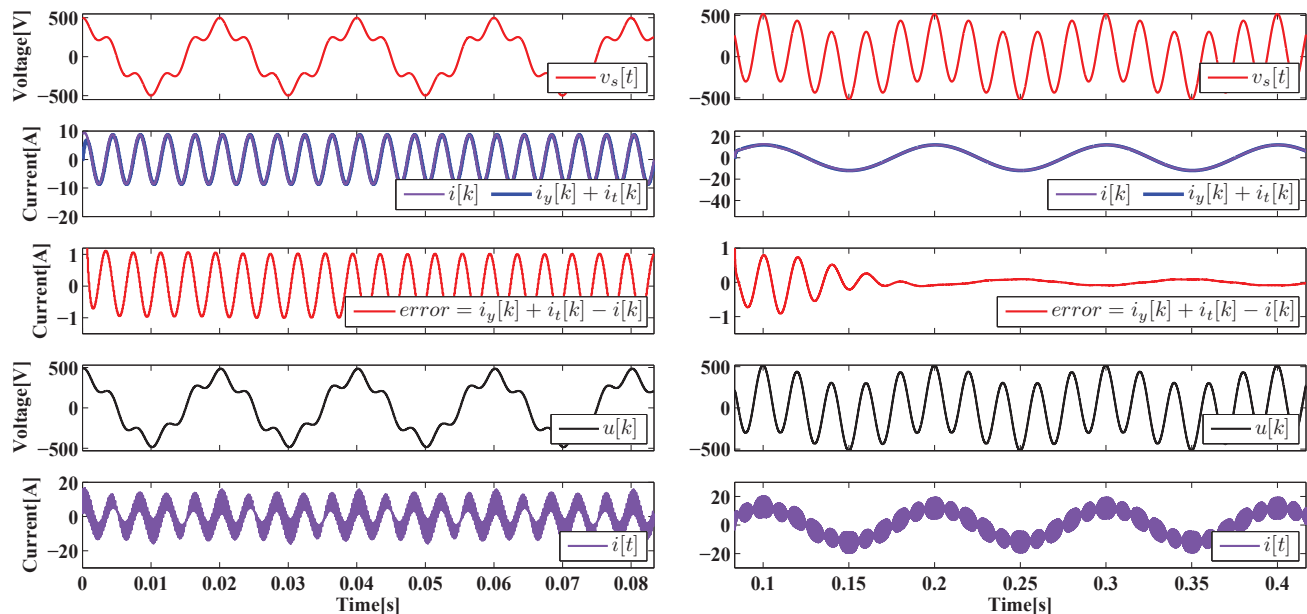 Voltage[V]
500
0
−500
v_s[t]
Current[A]
10
0
−10
−20
i[k] i_y[k] + i_t[k]
Current[A]
1
0
−1
error = i_y[k] + i_t[k] − i[k]
Voltage[V]
500
0
−500
u[k]
Current[A]
20
0
−20
i[t]
0 0.01 0.02 0.03 0.04 0.05 0.06 0.07 0.08
Time[s]
500
0
−500
v_s[t]
20
0
−20
−40
i[k] i_y[k] + i_t[k]
1
0
−1
error = i_y[k] + i_t[k] − i[k]
500
0
−500
u[k]
20
0
−20
i[t]
0.1 0.15 0.2 0.25 0.3 0.35 0.4
Time[s]